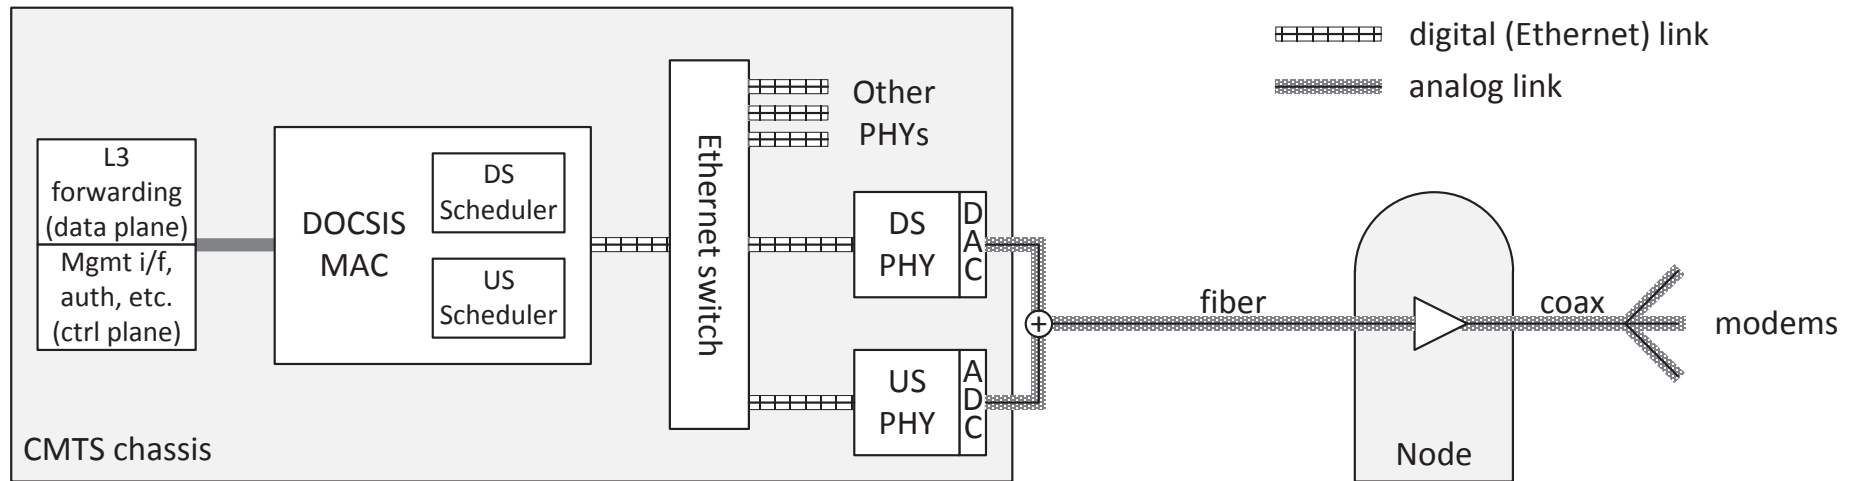 digital (Ethernet) link
analog link
Other
PHYs
L3
forwarding
(data plane)
Mgmt i/f,
auth, etc.
(ctrl plane)
DOCSIS
MAC
DS
Scheduler
US
Scheduler
Ethernet switch
DS
PHY
DAC
US
PHY
ADC
+
fiber
coax
modems
Node
CMTS chassis